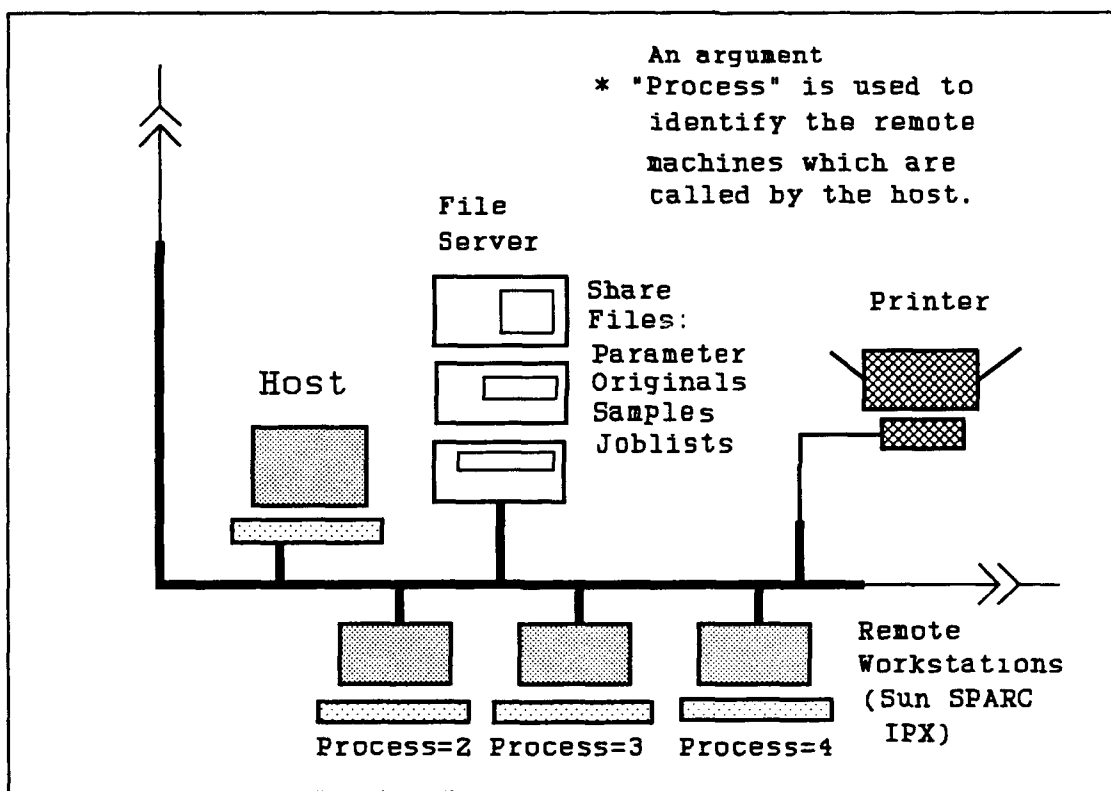 An argument
* "Process" is used to
identify the remote
machines which are
called by the host.
File
Server
Share
Files:
Parameter
Originals
Samples
Joblists
Printer
Host
Remote
Workstations
(Sun SPARC
IPX)
Process=2
Process=3
Process=4